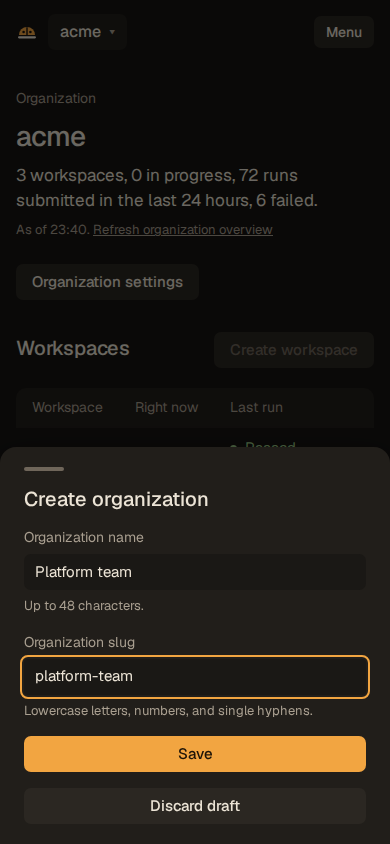 acme
Menu
Organization
acme
3 workspaces, 0 in progress, 72 runs
submitted in the last 24 hours, 6 failed.
As of 23:40. Refresh organization overview
Organization settings
Workspaces
Create workspace
Workspace Right now Last run
Passed
Create organization
Organization name
Platform team
Up to 48 characters.
Organization slug
platform-team
Lowercase letters, numbers, and single hyphens.
Save
Discard draft